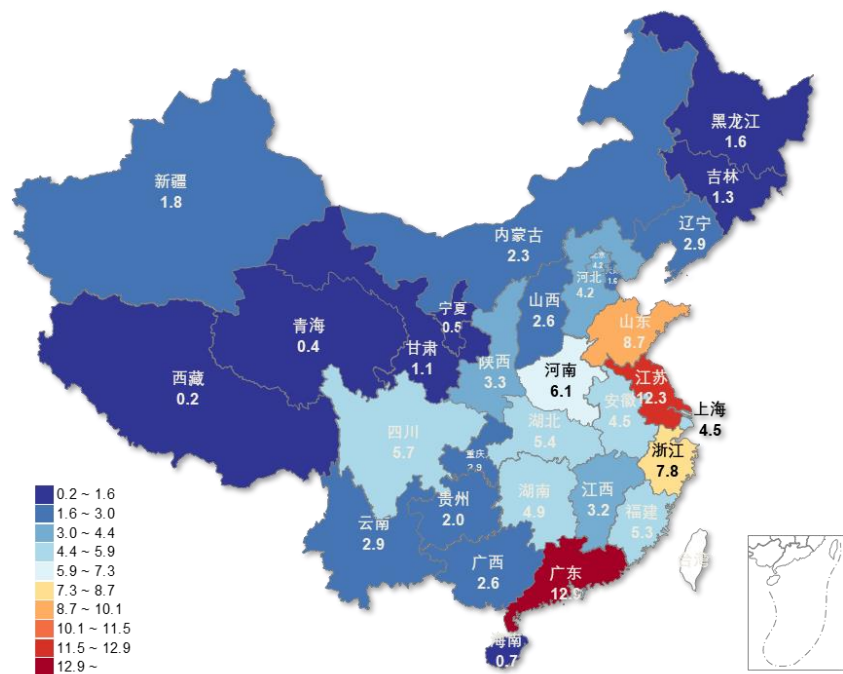 黑龙江
1.6
吉林
1.3
新疆
1.8
辽宁
2.9
内蒙古
2.3
河北
4.2
山西
2.6
宁夏
0.5
山东
8.7
青海
0.4
甘肃
1.1
陕西
3.3
河南
6.1
江苏
12.3
西藏
0.2
安徽
4.5
上海
4.5
湖北
5.4
四川
5.7
浙江
7.8
重庆
2.9
湖南
4.9
江西
3.2
贵州
2.0
福建
5.3
云南
2.9
广西
2.6
广东
海南
0.7
0.2 ~ 1.6
1.6 ~ 3.0
3.0 ~ 4.4
4.4 ~ 5.9
5.9 ~ 7.3
7.3 ~ 8.7
8.7 ~ 10.1
10.1 ~ 11.5
11.5 ~ 12.9
12.9 ~